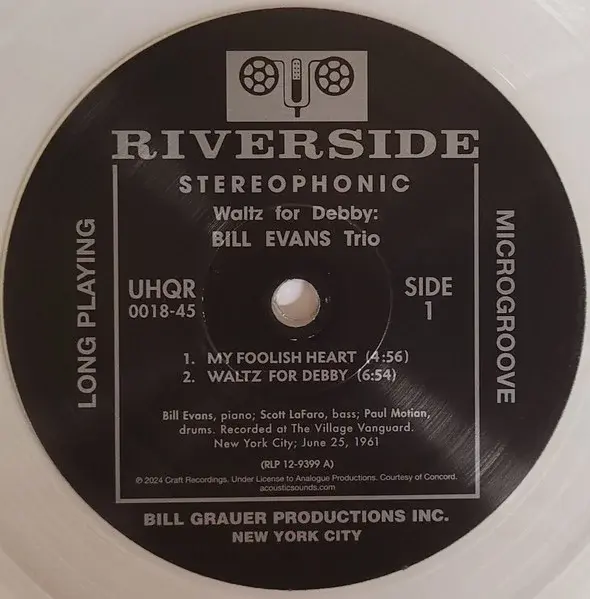 RIVERSIDE
STEREOPHONIC
Waltz for Debby:
BILL EVANS Trio
LONG PLAYING
UHQR
0018-45
SIDE
1
MICROGROOVE
1. MY FOOLISH HEART (4:56)
2. WALTZ FOR DEBBY (6:54)
Bill Evans, piano; Scott LaFaro, bass; Paul Motian,
drums. Recorded at The Village Vanguard.
New York City; June 25, 1961
(RLP 12-9399 A)
℗ 2024 Craft Recordings. Under License to Analogue Productions. Courtesy of Concord.
acousticsounds.com
BILL GRAUER PRODUCTIONS INC.
NEW YORK CITY